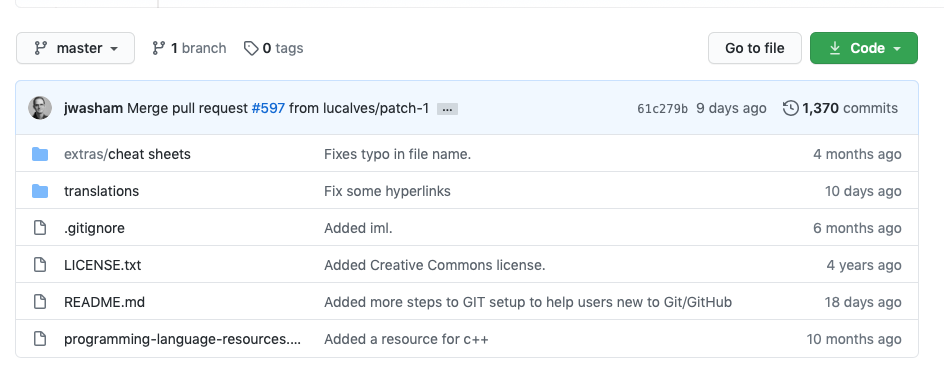 master 1 branch 0 tags Go to file Code
jwasham Merge pull request #597 from lucalves/patch-1 ... 61c279b 9 days ago 1,370 commits
extras/cheat sheets Fixes typo in file name. 4 months ago
translations Fix some hyperlinks 10 days ago
.gitignore Added iml. 6 months ago
LICENSE.txt Added Creative Commons license. 4 years ago
README.md Added more steps to GIT setup to help users new to Git/GitHub 18 days ago
programming-language-resources.... Added a resource for c++ 10 months ago